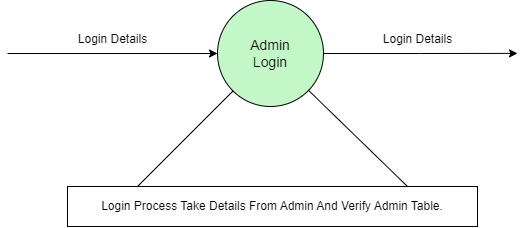 Login Details
Admin
Login
Login Details
Login Process Take Details From Admin And Verify Admin Table.